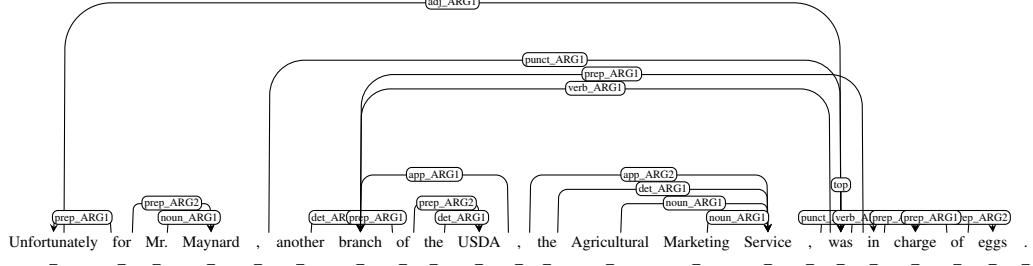 adj_ARG1
punct_ARG1
prep_ARG1
verb_ARG1
app_ARG1 app_ARG2
det_ARG1 top
prep_ARG2 prep_ARG2 noun_ARG1
prep_ARG1 noun_ARG1 prep_ARG1 det_ARG1 noun_ARG1 prep_ARG1
Unfortunately for Mr. Maynard , another branch of the USDA , the Agricultural Marketing Service , was in charge of eggs .
_ _ _ _ _ _ _ _ _ _ _ _ _ _ _ _ _ _ _ _ _ _